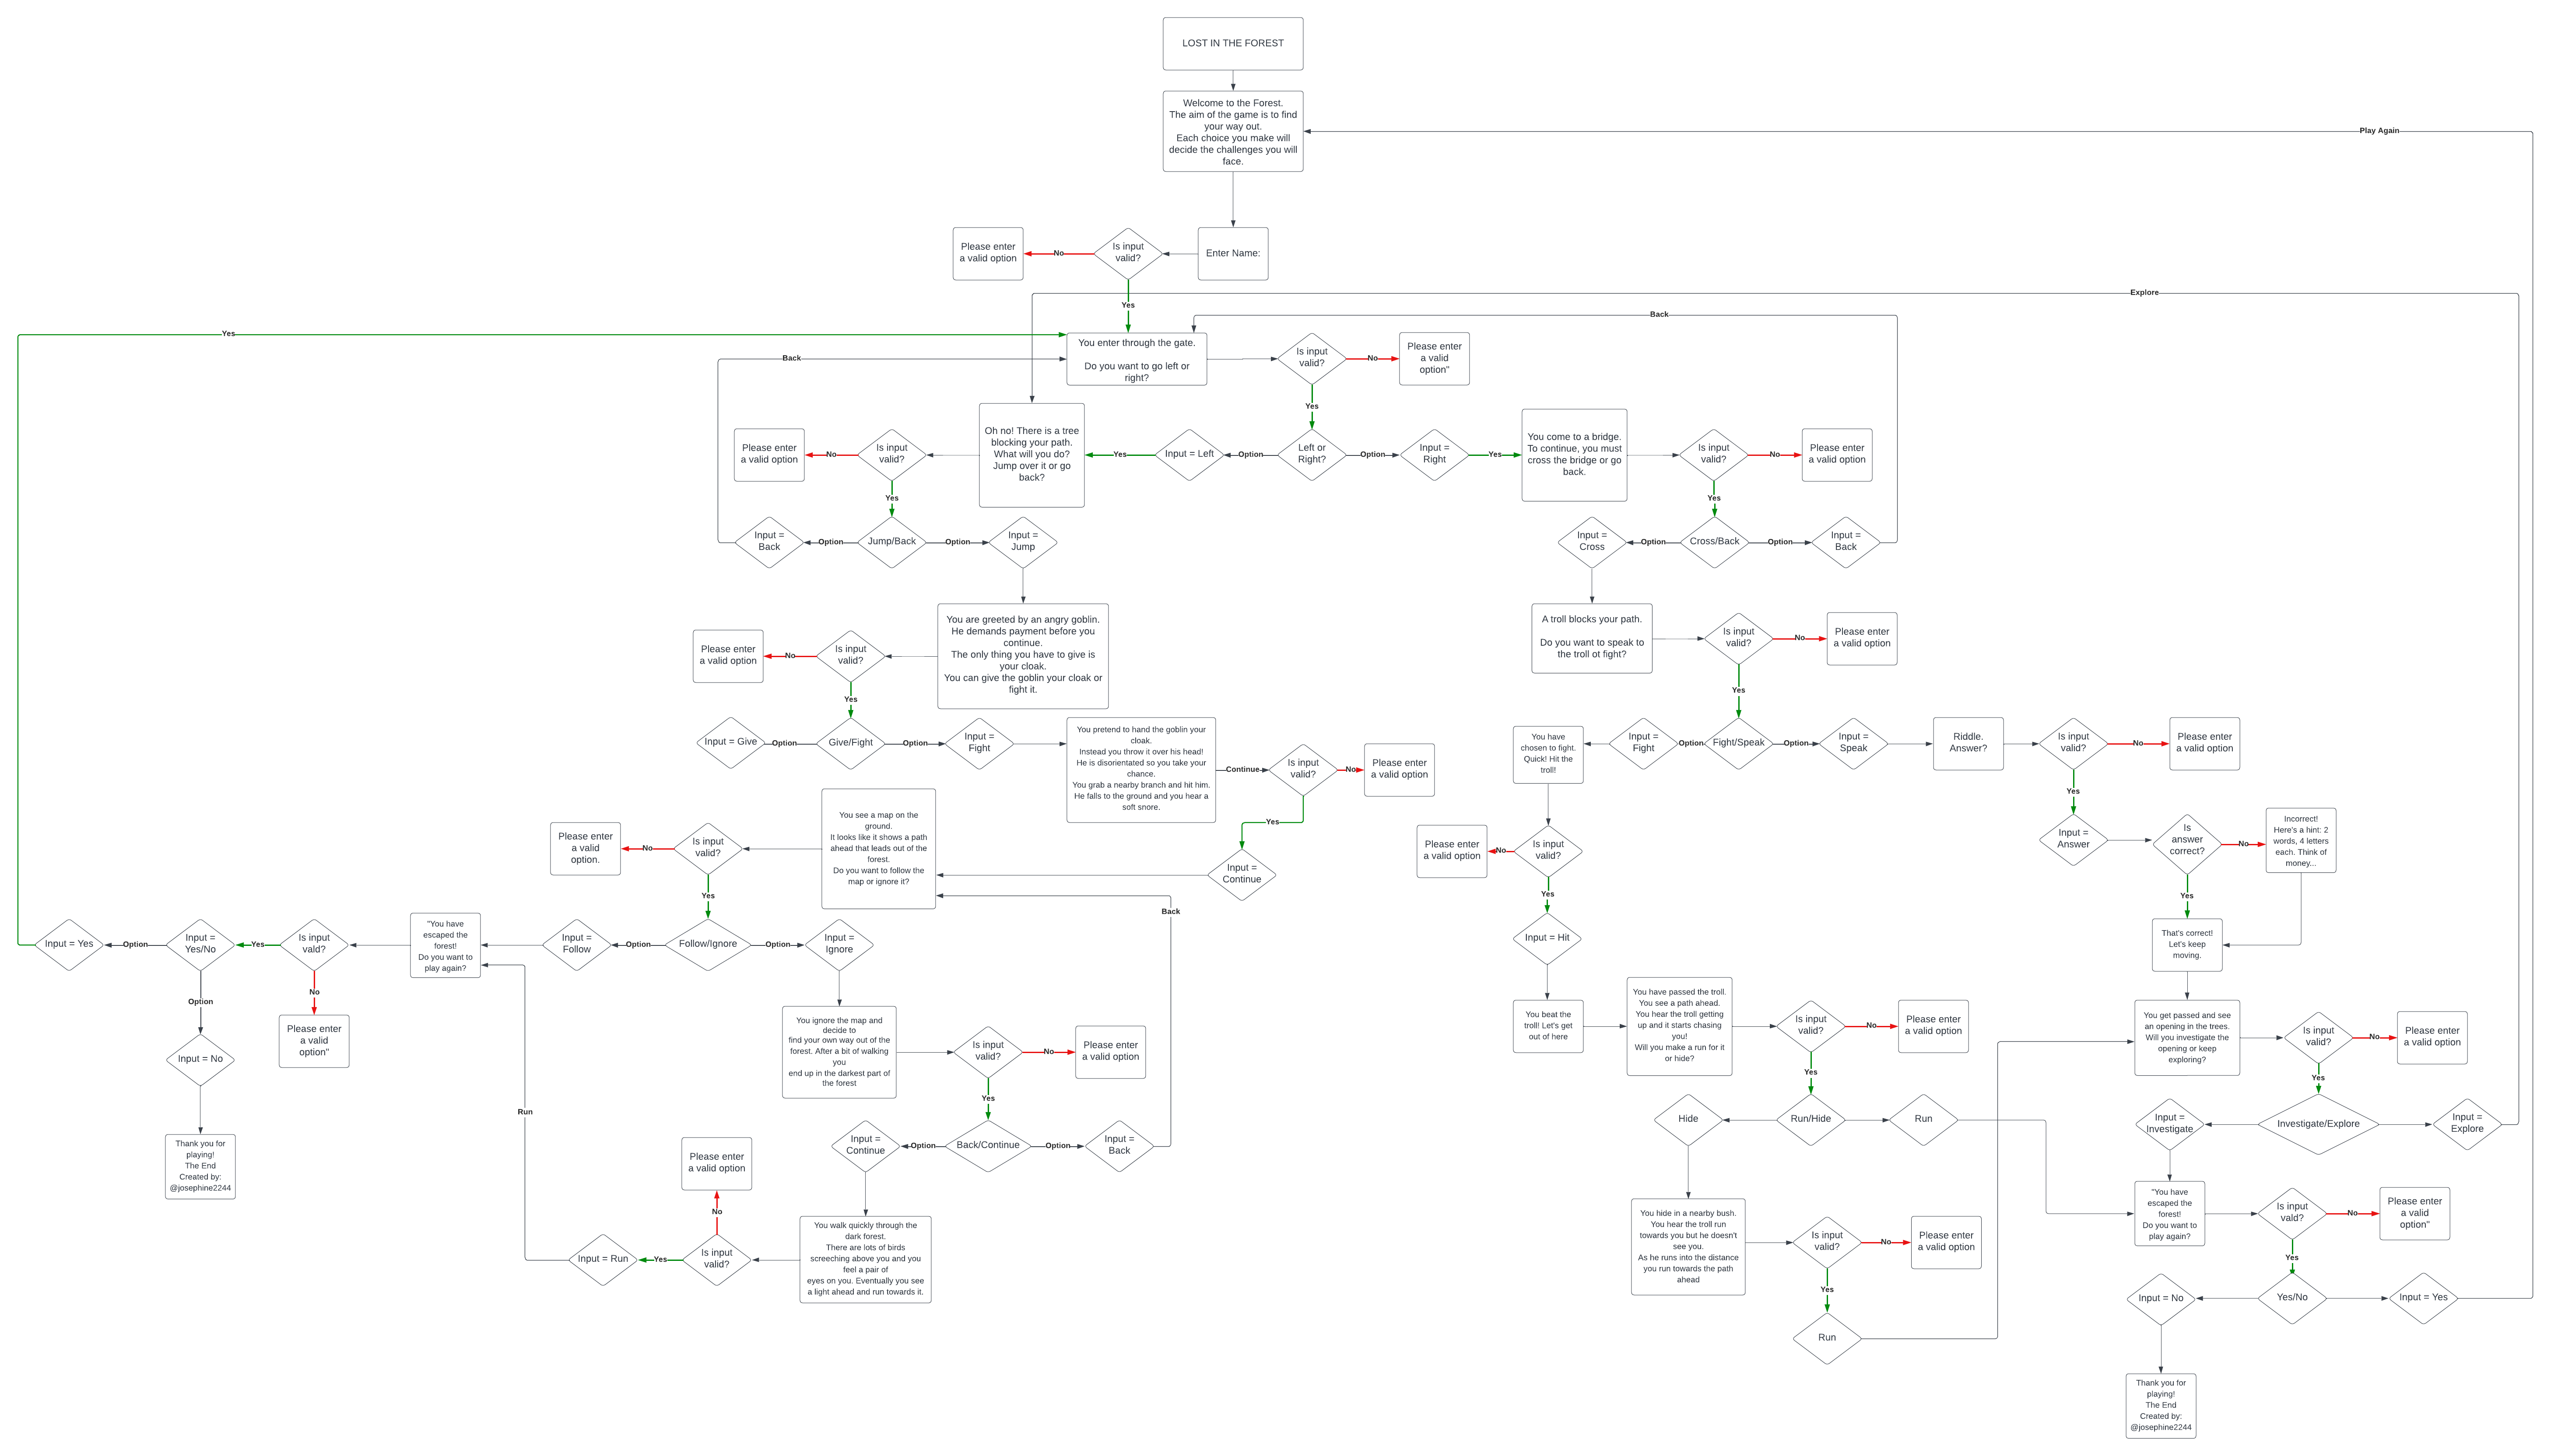 LOST IN THE FOREST
Welcome to the Forest.
The aim of the game is to find
your way out.
Each choice you make will
decide the challenges you will
face.
Play Again
Please enter
a valid option
No
Is input
valid?
Enter Name:
Yes
Explore
Back
Yes
You enter through the gate.
Do you want to go left or
right?
Is input
valid?
No
Please enter
a valid
option"
Back
Yes
Please enter
a valid option
No
Is input
valid?
Oh no! There is a tree
blocking your path.
What will you do?
Jump over it or go
back?
Yes
Input = Left
Option
Left or
Right?
Option
Input =
Right
Yes
You come to a bridge.
To continue, you must
cross the bridge or go
back.
Is input
valid?
No
Please enter
a valid option
Yes
Yes
Input =
Back
Option
Jump/Back
Option
Input =
Jump
Input =
Cross
Option
Cross/Back
Option
Input =
Back
Please enter
a valid option
No
Is input
valid?
You are greeted by an angry goblin.
He demands payment before you
continue.
The only thing you have to give is
your cloak.
You can give the goblin your cloak or
fight it.
A troll blocks your path.
Do you want to speak to
the troll ot fight?
Is input
valid?
No
Please enter
a valid option
Yes
Yes
Input = Give
Option
Give/Fight
Option
Input =
Fight
You pretend to hand the goblin your
cloak.
Instead you throw it over his head!
He is disorientated so you take your
chance.
You grab a nearby branch and hit him.
He falls to the ground and you hear a
soft snore.
Continue
Is input
valid?
No
Please enter
a valid option
You have
chosen to fight.
Quick! Hit the
troll!
Input =
Fight
Option
Fight/Speak
Option
Input =
Speak
Riddle.
Answer?
Is input
valid?
No
Please enter
a valid option
Yes
Yes
Please enter
a valid
option.
No
Is input
valid?
You see a map on the
ground.
It looks like it shows a path
ahead that leads out of the
forest.
Do you want to follow the
map or ignore it?
Input =
Continue
Please enter
a valid option
No
Is input
valid?
Input =
Answer
Is
answer
correct?
No
Incorrect!
Here's a hint: 2
words, 4 letters
each. Think of
money...
Yes
Back
Yes
Yes
Input = Yes
Option
Input =
Yes/No
Yes
Is input
vald?
"You have
escaped the
forest!
Do you want to
play again?
Input =
Follow
Option
Follow/Ignore
Option
Input =
Ignore
Input = Hit
That's correct!
Let's keep
moving.
Option
No
Input = No
Please enter
a valid
option"
Thank you for
playing!
The End
Created by:
@josephine2244
You ignore the map and
decide to
find your own way out of the
forest. After a bit of walking
you
end up in the darkest part of
the forest
Is input
valid?
No
Please enter
a valid option
Yes
Input =
Continue
Option
Back/Continue
Option
Input =
Back
You beat the
troll! Let's get
out of here
You have passed the troll.
You see a path ahead.
You hear the troll getting
up and it starts chasing
you!
Will you make a run for it
or hide?
Is input
valid?
No
Please enter
a valid option
Yes
You get passed and see
an opening in the trees.
Will you investigate the
opening or keep
exploring?
Is input
valid?
No
Please enter
a valid option
Yes
Hide
Run/Hide
Run
Input =
Investigate
Investigate/Explore
Input =
Explore
Run
Please enter
a valid option
No
Input = Run
Yes
Is input
valid?
You walk quickly through the
dark forest.
There are lots of birds
screeching above you and you
feel a pair of
eyes on you. Eventually you see
a light ahead and run towards it.
You hide in a nearby bush.
You hear the troll run
towards you but he doesn't
see you.
As he runs into the distance
you run towards the path
ahead
Is input
valid?
No
Please enter
a valid option
Yes
Run
"You have
escaped the
forest!
Do you want to
play again?
Is input
vald?
No
Please enter
a valid
option"
Yes
Input = No
Yes/No
Input = Yes
Thank you for
playing!
The End
Created by:
@josephine2244